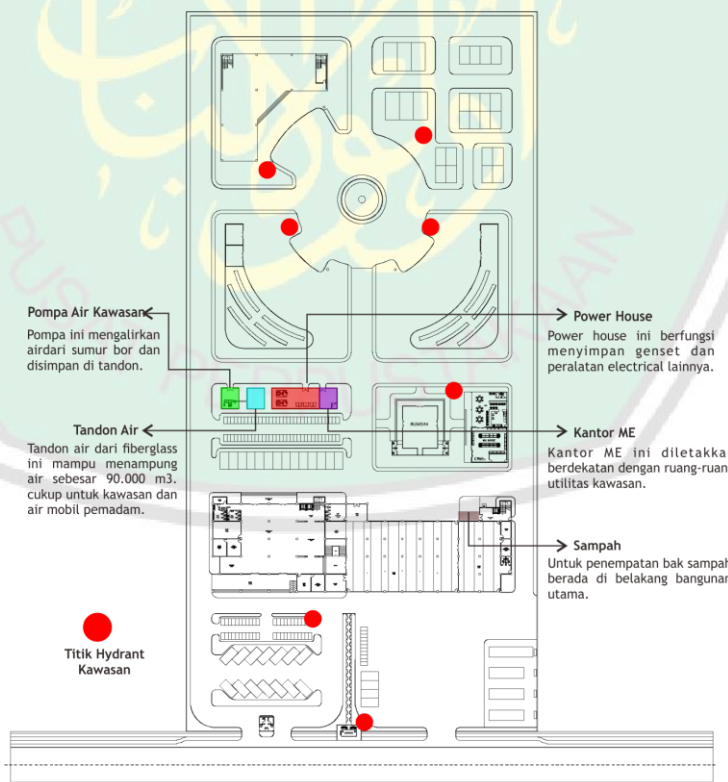 Pompa Air Kawasan
Pompa ini mengalirkan
airdari sumur bor dan
disimpan di tandon.
Tandon Air
Tandon air dari fiberglass
ini mampu menampung
air sebesar 90.000 m3.
cukup untuk kawasan dan
air mobil pemadam.
Titik Hydrant
Kawasan
Power House
Power house ini berfungsi
menyimpan genset dan
peralatan electrical lainnya.
Kantor ME
Kantor ME ini diletakka
berdekatan dengan ruang-ruan
utilitas kawasan.
Sampah
Untuk penempatan bak sampah
berada di belakang bangunan
utama.
PUSAT PERPUSTAKAAN